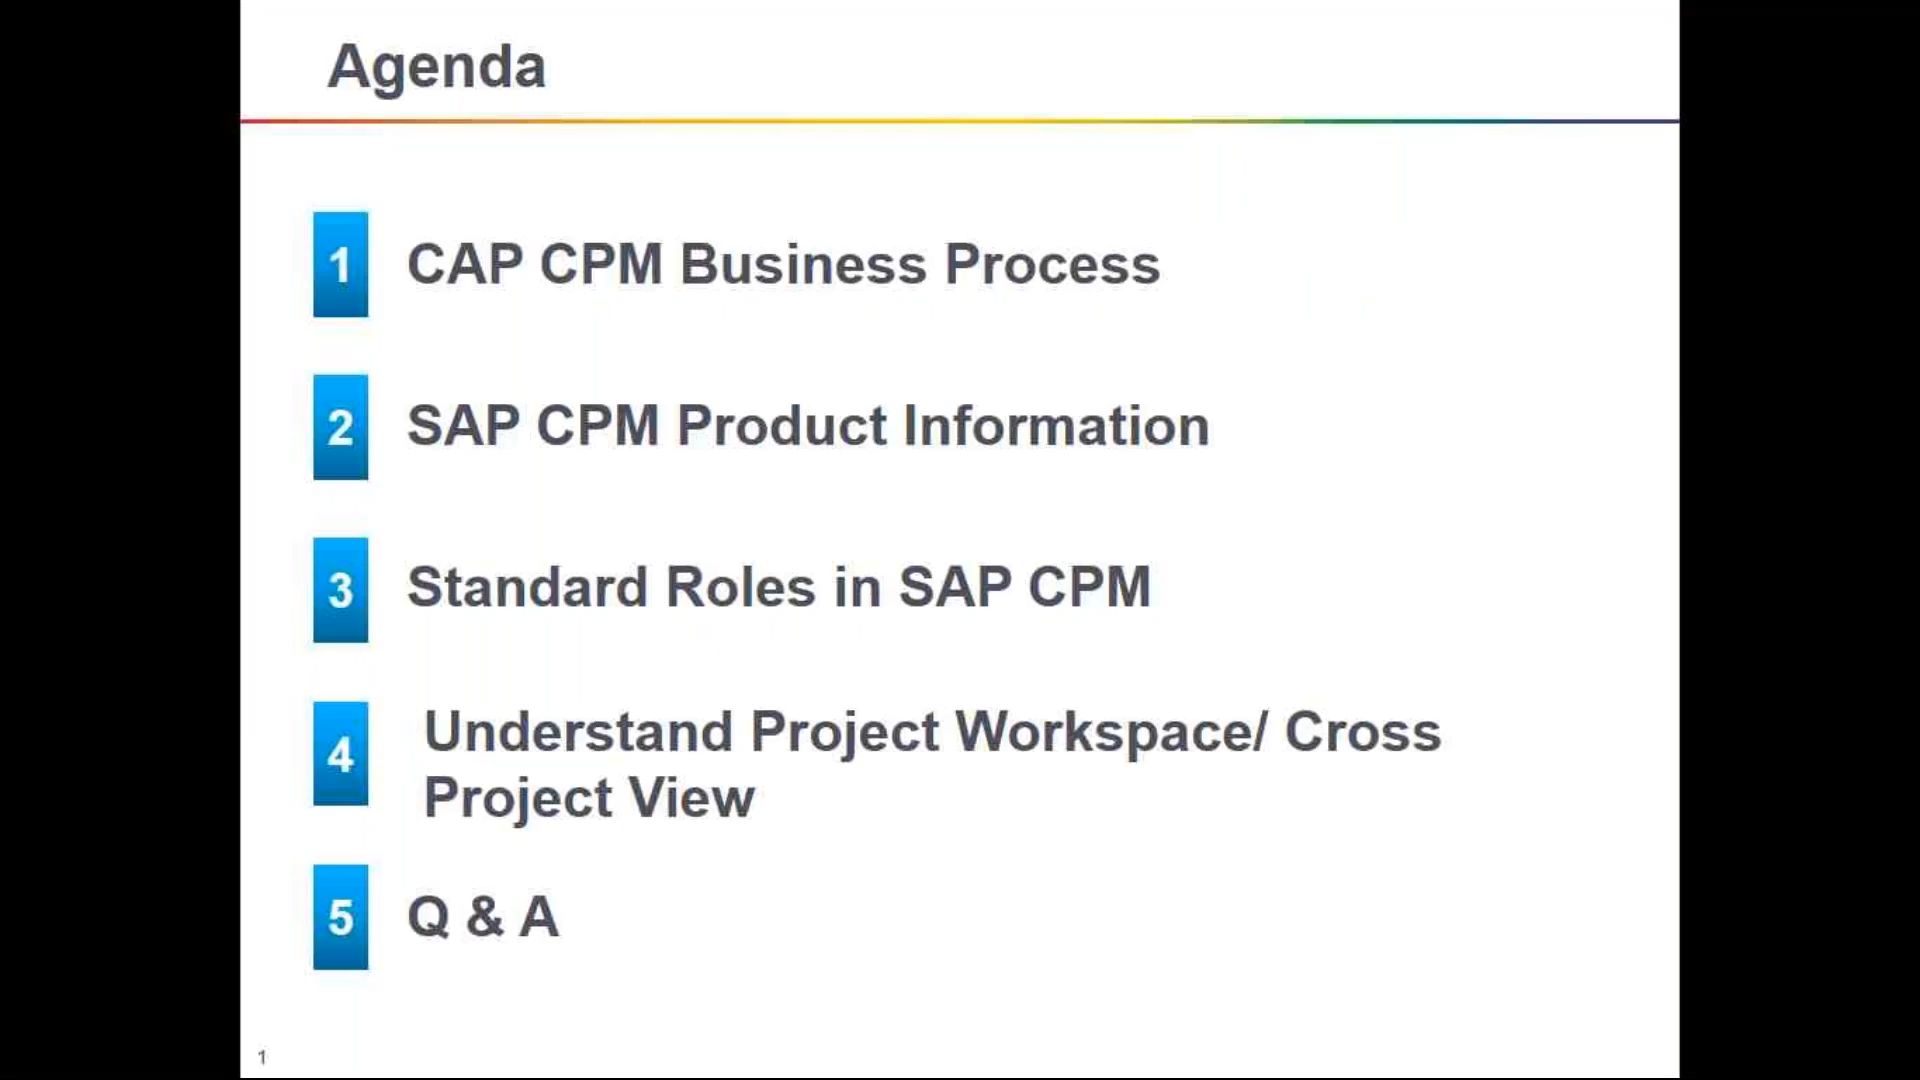 Agenda
1 CAP CPM Business Process
2 SAP CPM Product Information
3 Standard Roles in SAP CPM
4 Understand Project Workspace/ Cross
Project View
5 Q & A
1